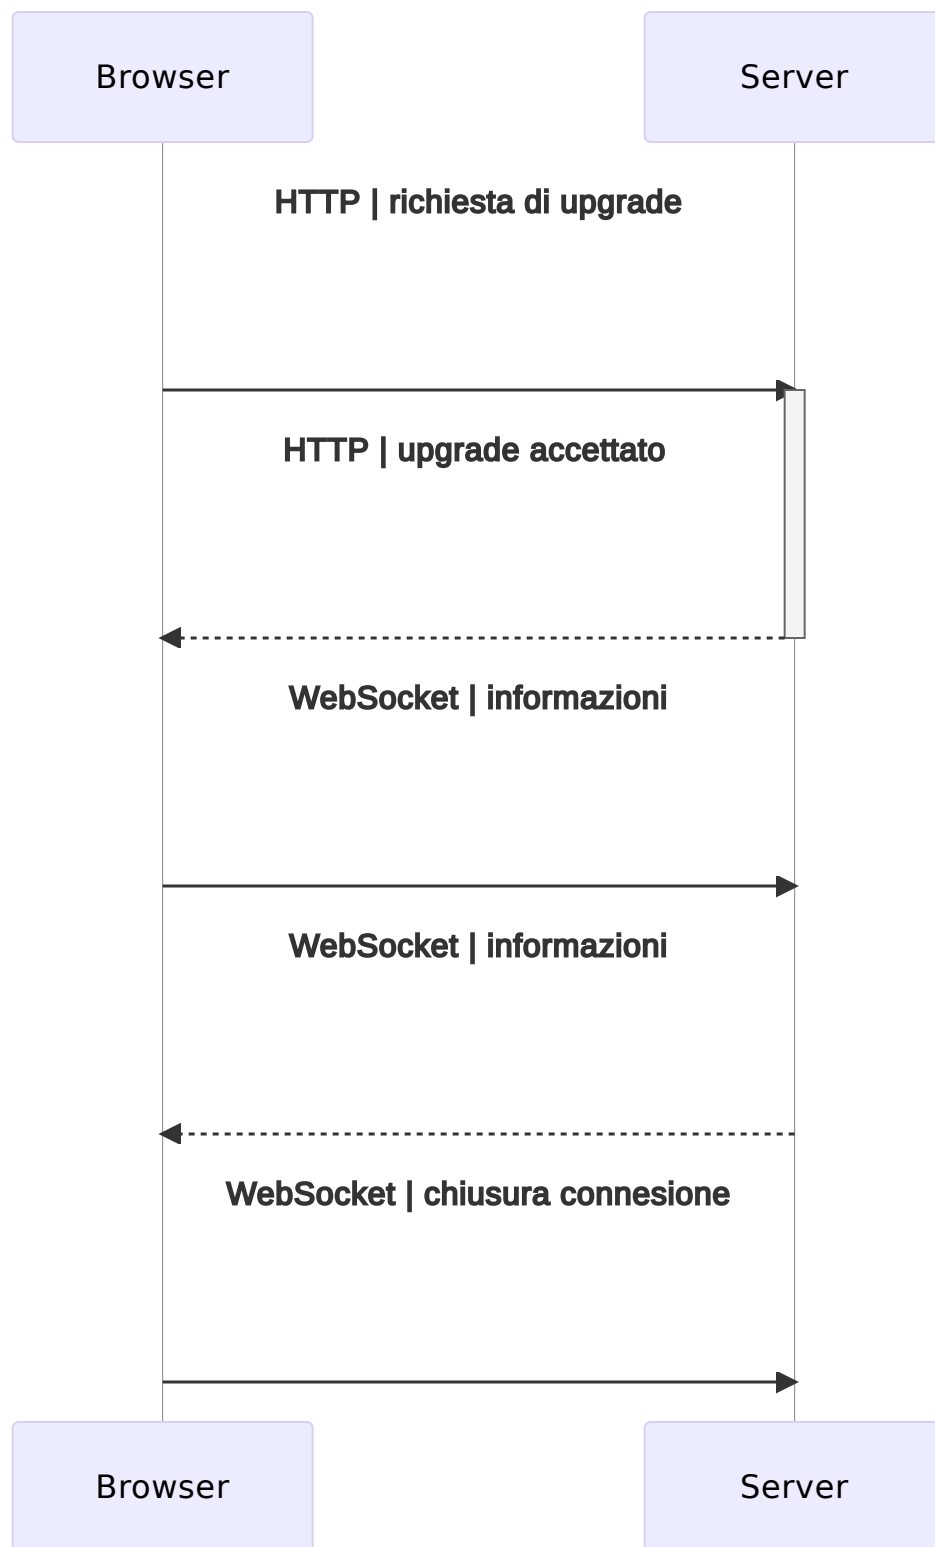 Browser
Server
HTTP | richiesta di upgrade
HTTP | upgrade accettato
WebSocket | informazioni
WebSocket | informazioni
WebSocket | chiusura connesione
Browser
Server